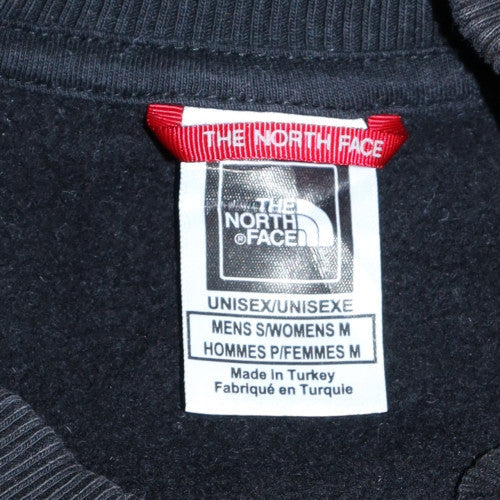 THE NORTH FACE
THE
NORTH
®FACE
UNISEX/UNISEXE
MENS S/WOMENS M
HOMMES P/FEMMES M
Made in Turkey
Fabriqué en Turquie